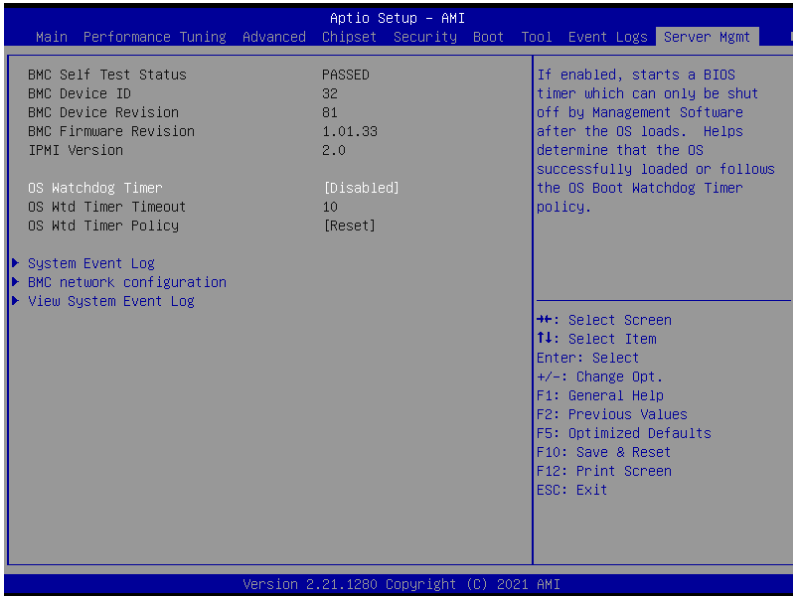 Aptio Setup – AMI
Main Performance Tuning Advanced Chipset Security Boot Tool Event Logs Server Mgmt
BMC Self Test Status PASSED
BMC Device ID 32
BMC Device Revision 81
BMC Firmware Revision 1.01.33
IPMI Version 2.0
OS Watchdog Timer [Disabled]
OS Wtd Timer Timeout 10
OS Wtd Timer Policy [Reset]
System Event Log
BMC network configuration
View System Event Log
If enabled, starts a BIOS
timer which can only be shut
off by Management Software
after the OS loads. Helps
determine that the OS
successfully loaded or follows
the OS Boot Watchdog Timer
policy.
→←: Select Screen
↑↓: Select Item
Enter: Select
+/-: Change Opt.
F1: General Help
F2: Previous Values
F5: Optimized Defaults
F10: Save & Reset
F12: Print Screen
ESC: Exit
Version 2.21.1280 Copyright (C) 2021 AMI